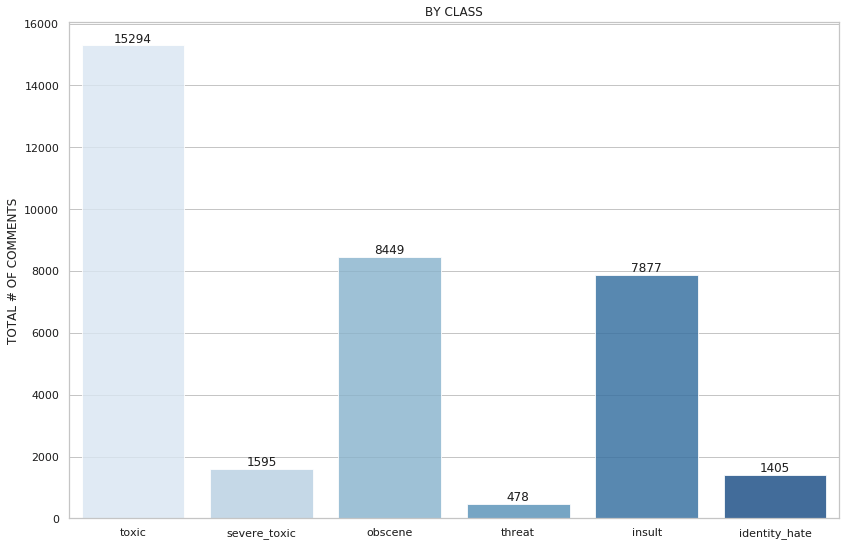 BY CLASS
TOTAL # OF COMMENTS
16000
14000
12000
10000
8000
6000
4000
2000
0
15294
1595
8449
478
7877
1405
toxic
severe_toxic
obscene
threat
insult
identity_hate